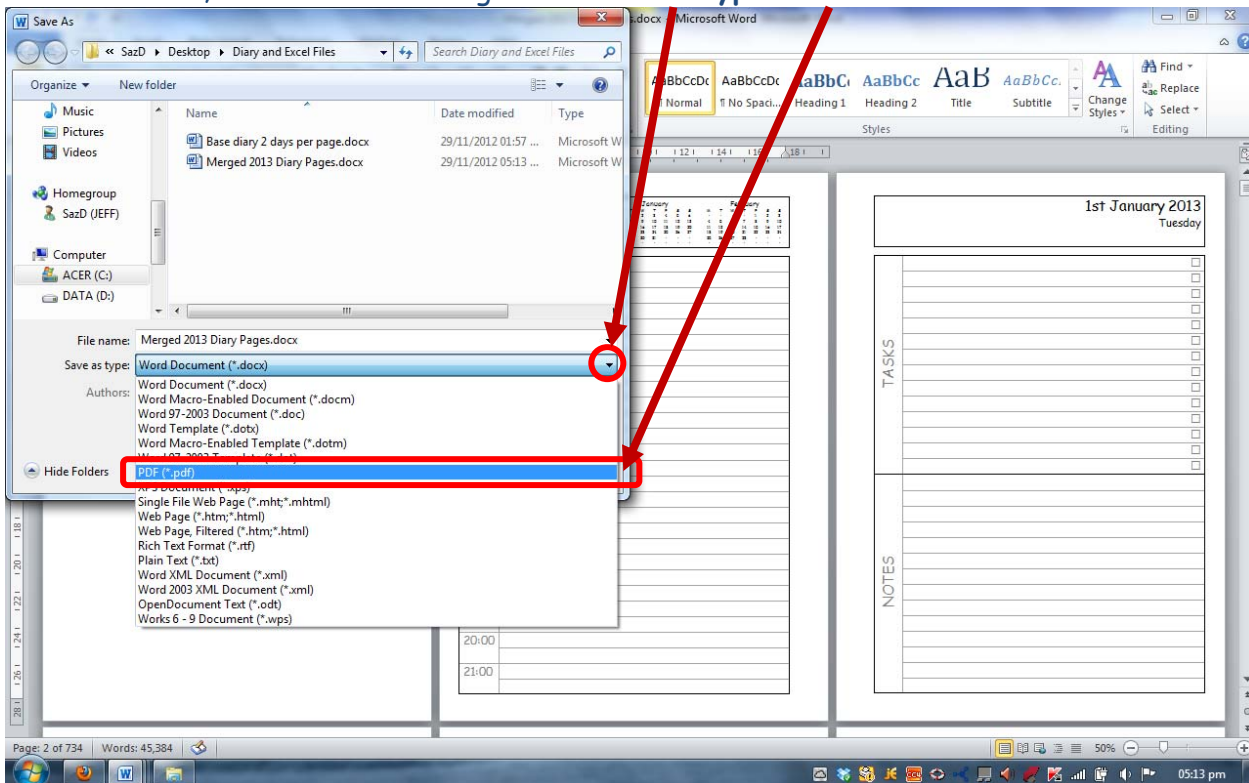 Save As
s.docx - Microsoft Word
« SazD ▸ Desktop ▸ Diary and Excel Files
Search Diary and Excel Files
Organize
New folder
Music
Pictures
Videos
Homegroup
SazD (JEFF)
Computer
ACER (C:)
DATA (D:)
Name
Date modified
Type
Base diary 2 days per page.docx
29/11/2012 01:57 ...
Microsoft W
Merged 2013 Diary Pages.docx
29/11/2012 05:13 ...
Microsoft W
File name: Merged 2013 Diary Pages.docx
Save as type: Word Document (*.docx)
Authors:
Word Document (*.docx)
Word Macro-Enabled Document (*.docm)
Word 97-2003 Document (*.doc)
Word Template (*.dotx)
Word Macro-Enabled Template (*.dotm)
Word 97-2003 Template (*.dot)
PDF (*.pdf)
XPS Document (*.xps)
Single File Web Page (*.mht;*.mhtml)
Web Page (*.htm;*.html)
Web Page, Filtered (*.htm;*.html)
Rich Text Format (*.rtf)
Plain Text (*.txt)
Word XML Document (*.xml)
Word 2003 XML Document (*.xml)
OpenDocument Text (*.odt)
Works 6 - 9 Document (*.wps)
Hide Folders
AaBbCcDc AaBbCcDc AaBbC AaBbCc AaB AaBbCc.
¶ Normal ¶ No Spaci... Heading 1 Heading 2 Title Subtitle
Change Styles
Styles
Find
Replace
Select
Editing
January February
20:00
21:00
1st January 2013
Tuesday
TASKS
NOTES
Page: 2 of 734 Words: 45,384
50%
05:13 pm